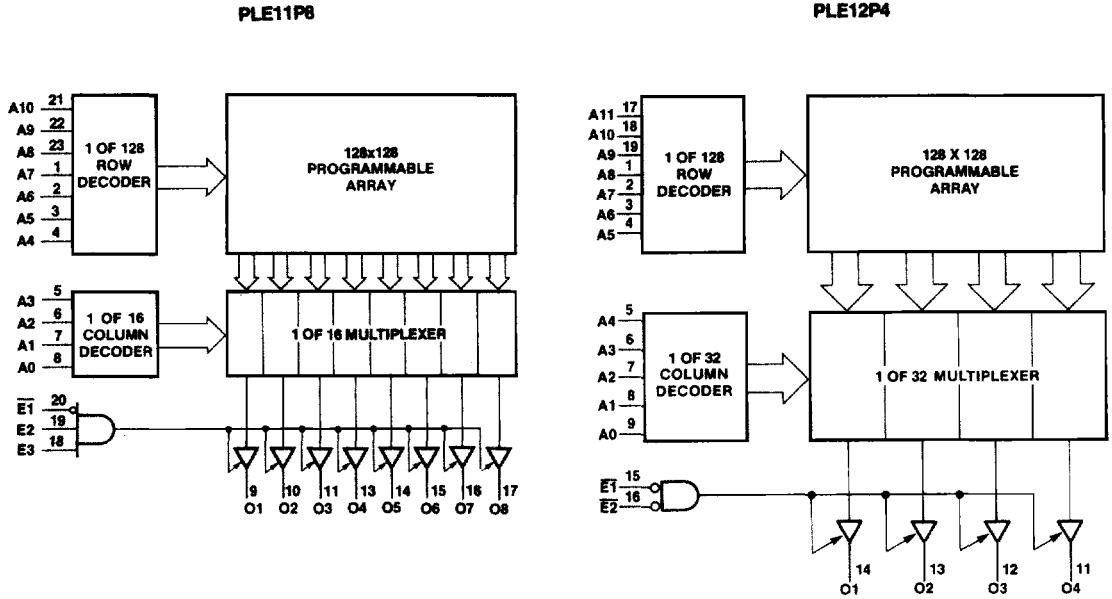 PLE11P8
A10 21
A9 22
A8 23
A7 1
A6 2
A5 3
A4 4
1 OF 128
ROW
DECODER
128x128
PROGRAMMABLE
ARRAY
A3 5
A2 6
A1 7
A0 8
1 OF 16
COLUMN
DECODER
1 OF 16 MULTIPLEXER
E1 20
E2 19
E3 18
9 10 11 13 14 15 16 17
O1 O2 O3 O4 O5 O6 O7 O8
PLE12P4
A11 17
A10 18
A9 19
A8 1
A7 2
A6 3
A5 4
1 OF 128
ROW
DECODER
128 X 128
PROGRAMMABLE
ARRAY
A4 5
A3 6
A2 7
A1 8
A0 9
1 OF 32
COLUMN
DECODER
1 OF 32 MULTIPLEXER
E1 15
E2 16
14 13 12 11
O1 O2 O3 O4